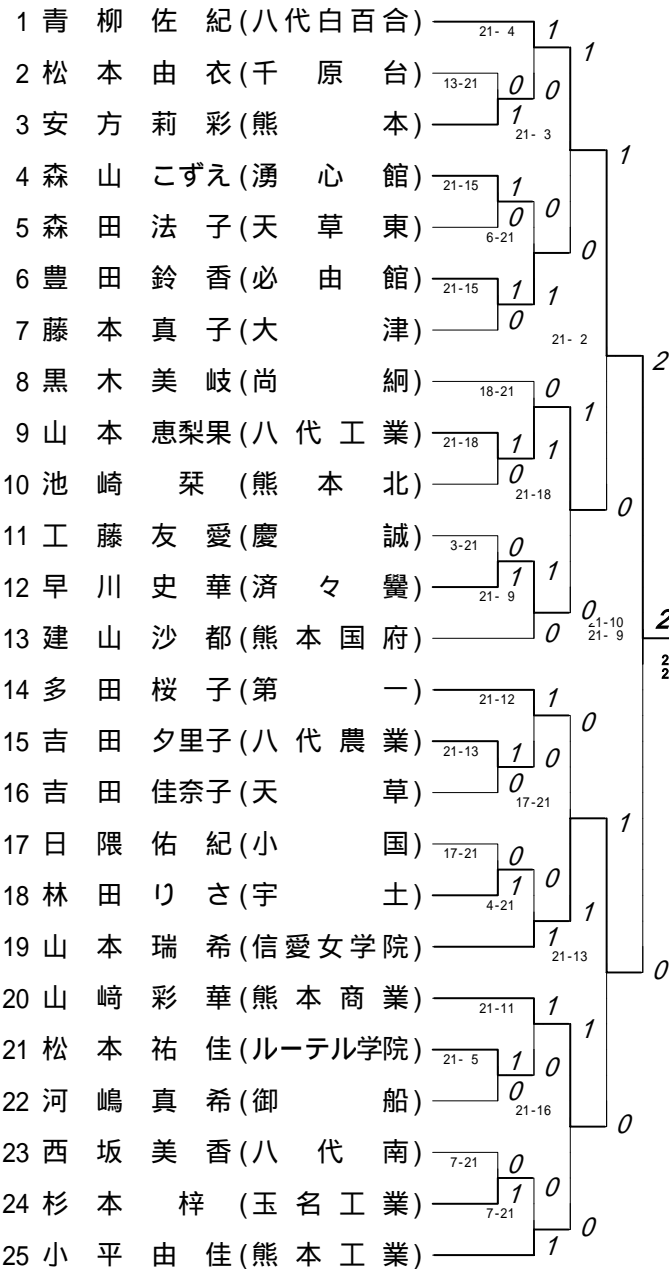 1 青 柳 佐 紀 (八代白百合) 21- 4 1 1
2 松 本 由 衣 (千 原 台) 13-21 0 0
3 安 方 莉 彩 (熊 本) 1 21- 3 1
4 森 山 こずえ (湧 心 館) 21-15 1 0
5 森 田 法 子 (天 草 東) 0 6-21 0
6 豊 田 鈴 香 (必 由 館) 21-15 1 1
7 藤 本 真 子 (大 津) 0 21- 2 2
8 黒 木 美 岐 (尚 絅) 18-21 0 1
9 山 本 恵梨果 (八 代 工 業) 21-18 1 1
10 池 崎 栞 (熊 本 北) 0 21-18 0
11 工 藤 友 愛 (慶 誠) 3-21 0
12 早 川 史 華 (済 々 黌) 1 21- 9 1
13 建 山 沙 都 (熊 本 国 府) 0 0 0 21-10 21- 9 2
14 多 田 桜 子 (第 一) 21-12 1 0 2 2
15 吉 田 夕里子 (八 代 農 業) 21-13 1 0
16 吉 田 佳奈子 (天 草) 0 17-21 1
17 日 隈 佑 紀 (小 国) 17-21 0 0
18 林 田 り さ (宇 土) 1 4-21 1
19 山 本 瑞 希 (信愛女学院) 1 21-13 0
20 山 﨑 彩 華 (熊 本 商 業) 21-11 1 1
21 松 本 祐 佳 (ルーテル学院) 21- 5 1 0
22 河 嶋 真 希 (御 船) 0 21-16 0
23 西 坂 美 香 (八 代 南) 7-21 0 0
24 杉 本 梓 (玉 名 工 業) 1 7-21 0
25 小 平 由 佳 (熊 本 工 業) 1